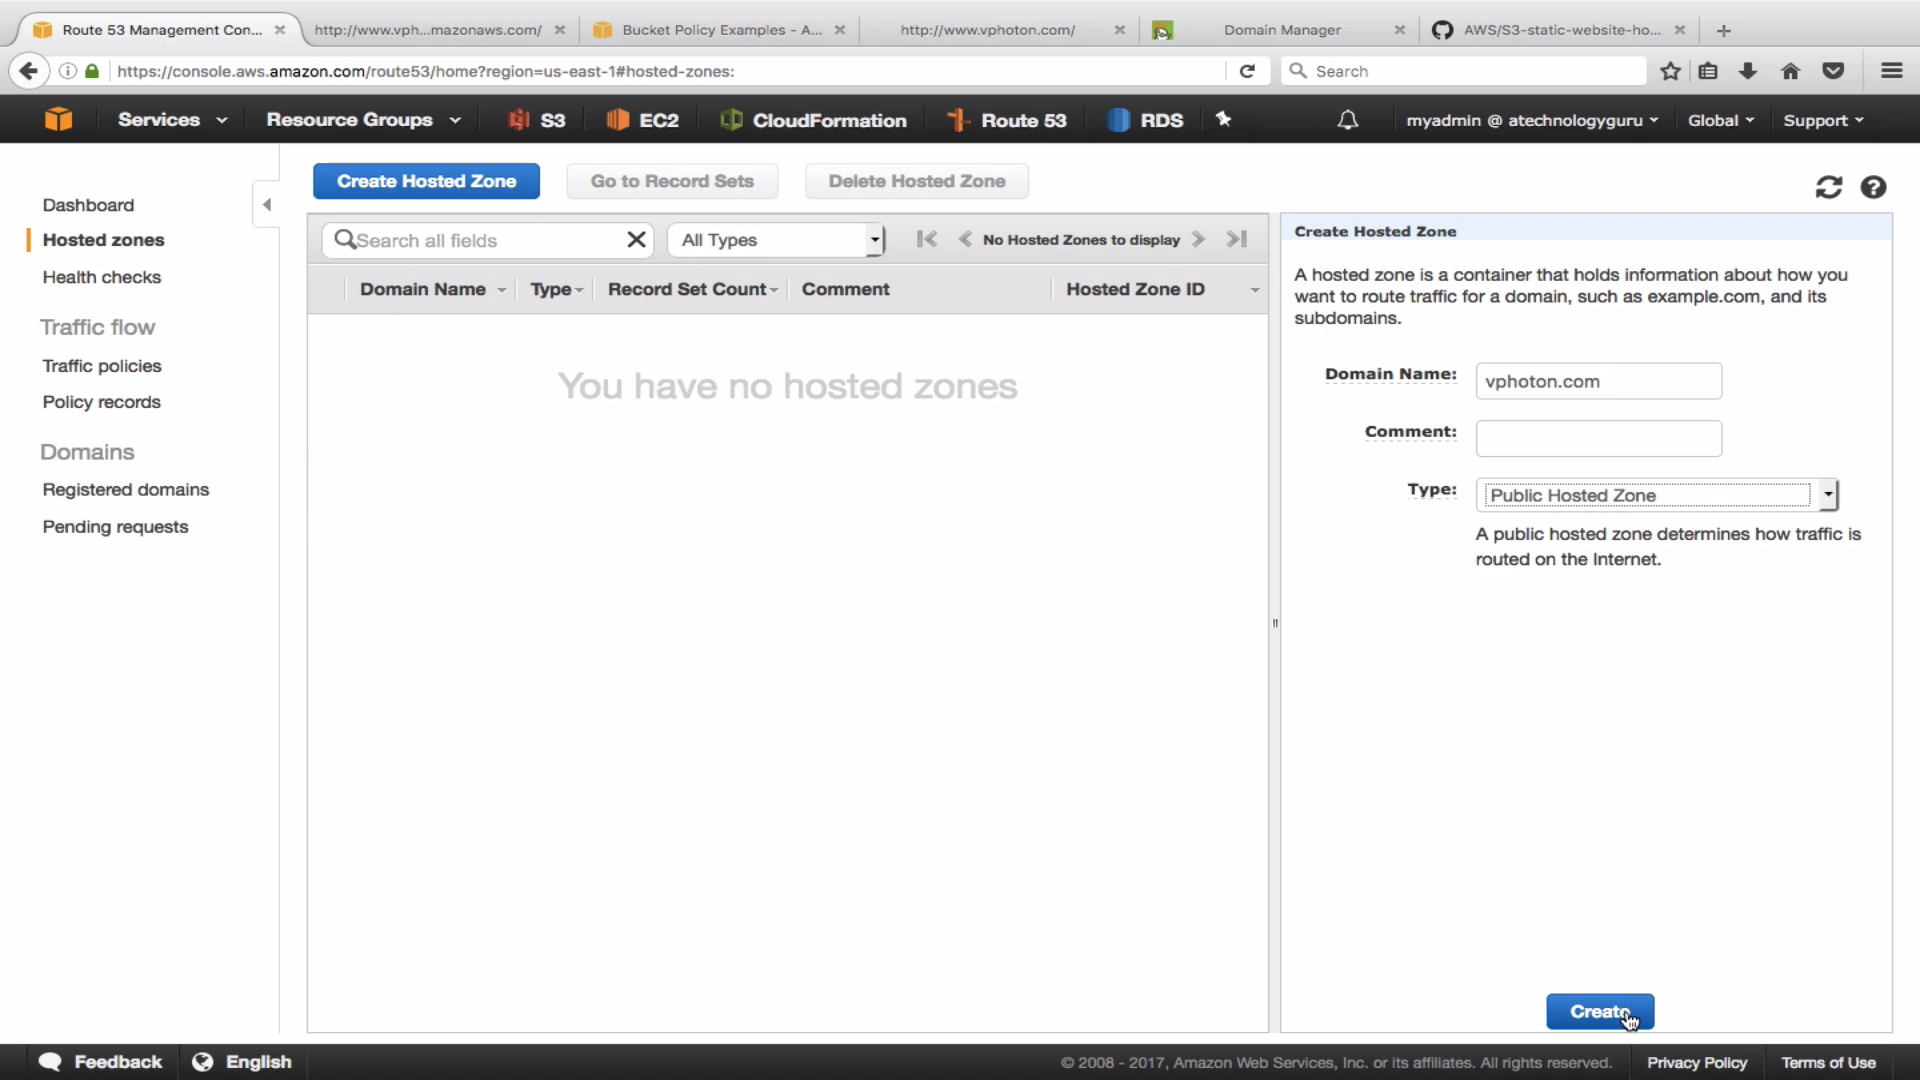 Route 53 Management Con...
http://www.vph...mazonaws.com/
Bucket Policy Examples - A...
http://www.vphoton.com/
Domain Manager
AWS/S3-static-website-ho...
https://console.aws.amazon.com/route53/home?region=us-east-1#hosted-zones:
Search
Services
Resource Groups
S3
EC2
CloudFormation
Route 53
RDS
myadmin @ atechnologyguru
Global
Support
Dashboard
Hosted zones
Health checks
Traffic flow
Traffic policies
Policy records
Domains
Registered domains
Pending requests
Create Hosted Zone
Go to Record Sets
Delete Hosted Zone
Search all fields
All Types
No Hosted Zones to display
Domain Name
Type
Record Set Count
Comment
Hosted Zone ID
You have no hosted zones
Create Hosted Zone
A hosted zone is a container that holds information about how you
want to route traffic for a domain, such as example.com, and its
subdomains.
Domain Name:
vphoton.com
Comment:
Type:
Public Hosted Zone
A public hosted zone determines how traffic is
routed on the Internet.
Create
Feedback
English
© 2008 - 2017, Amazon Web Services, Inc. or its affiliates. All rights reserved.
Privacy Policy
Terms of Use